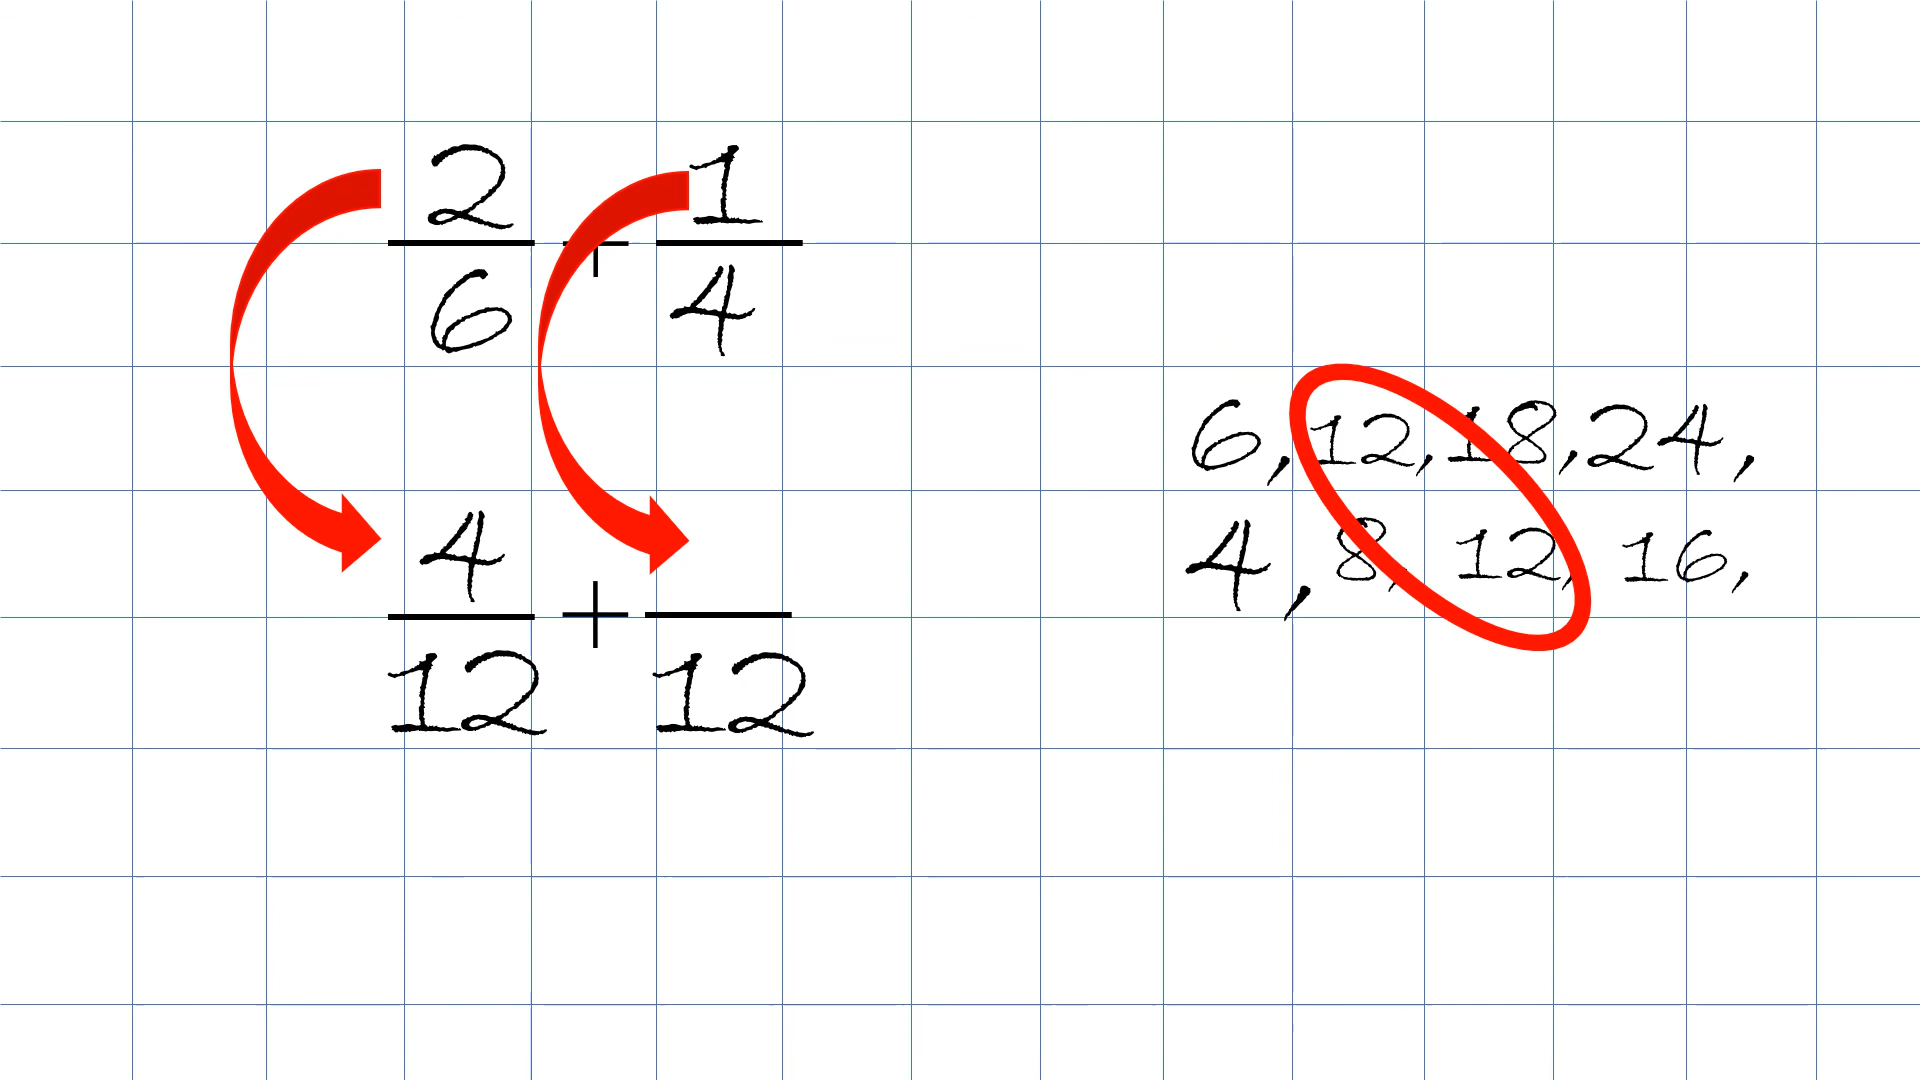 2/6 + 1/4
6, 12, 18, 24,
4, 8, 12, 16,
4/12 + /12